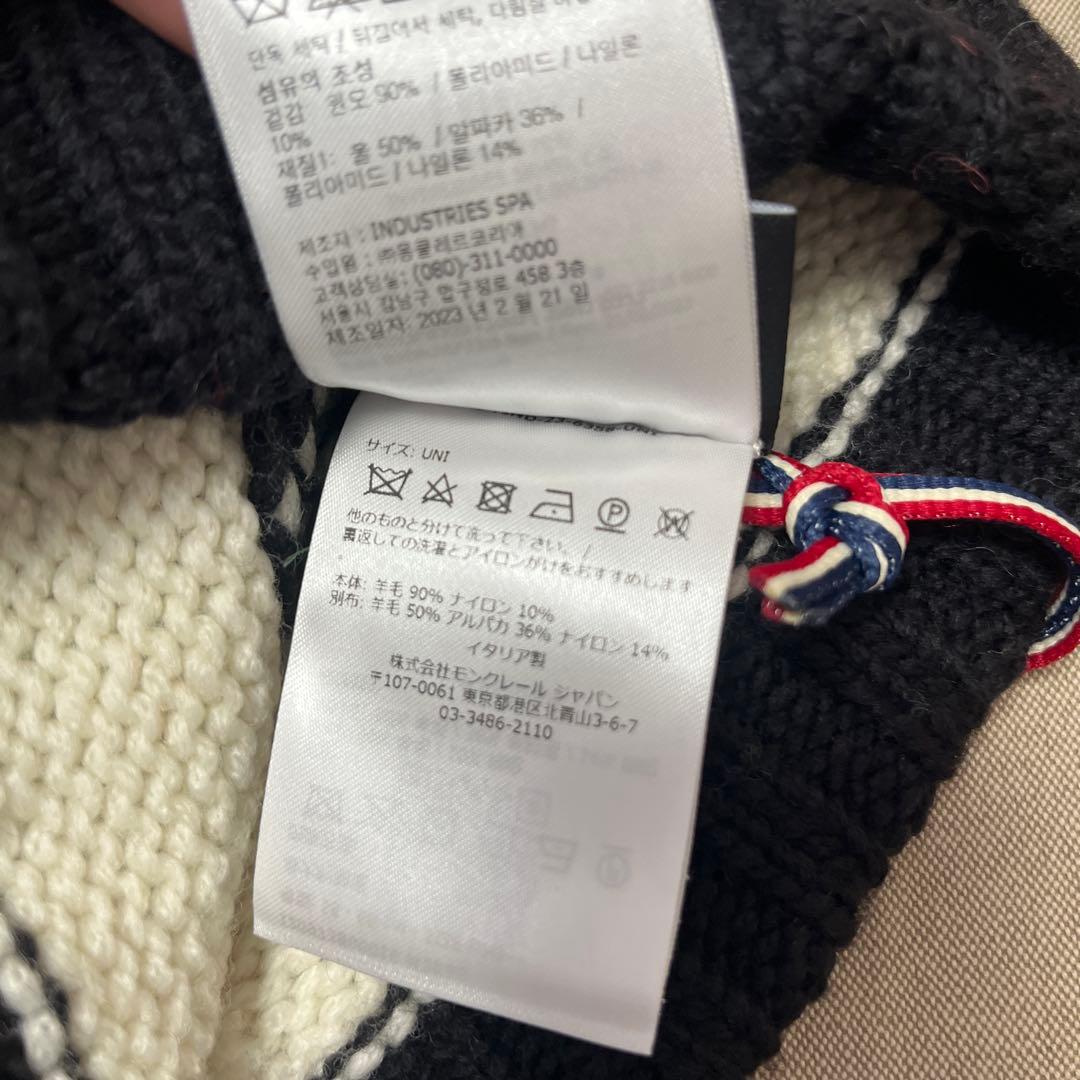 단독 세탁 / 뒤집어서 세탁, 다림질
섬유의 조성
겉감 원모 90% / 폴리아미드 / 나일론
10%
재질1: 울 50% / 알파카 36% /
폴리아미드 / 나일론 14%
제조자 : INDUSTRIES SPA
수입원 : ㈜몽클레르코리아
고객상담실: (080)-311-0000
서울시 강남구 압구정로 458 3층
제조일자: 2023 년 2 월 21 일
サイズ: UNI
P
W
他のものと分けて洗って下さい。 /
裏返しての洗濯とアイロンがけをおすすめします
。
本体: 羊毛 90% ナイロン 10%
別布: 羊毛 50% アルパカ 36% ナイロン 14%
イタリア製
株式会社モンクレール ジャパン
〒107-0061 東京都港区北青山3-6-7
03-3486-2110